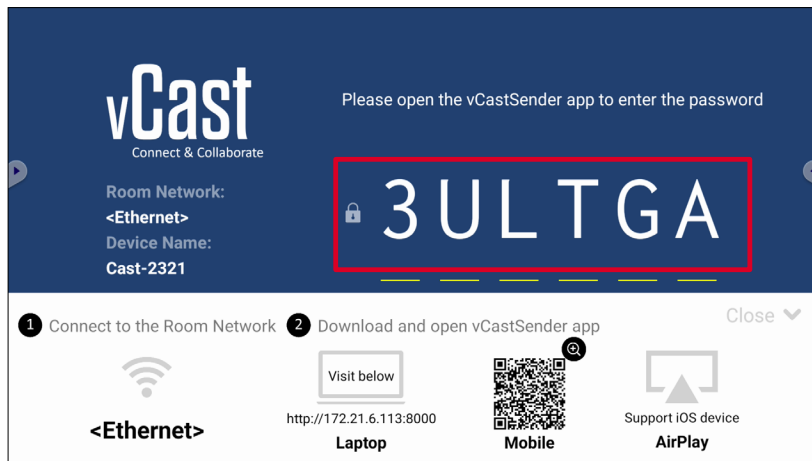 vCast
Connect & Collaborate
Please open the vCastSender app to enter the password
Room Network:
<Ethernet>
Device Name:
Cast-2321
3ULTGA
1 Connect to the Room Network
2 Download and open vCastSender app
Close
<Ethernet>
Visit below
http://172.21.6.113:8000
Laptop
Mobile
Support iOS device
AirPlay